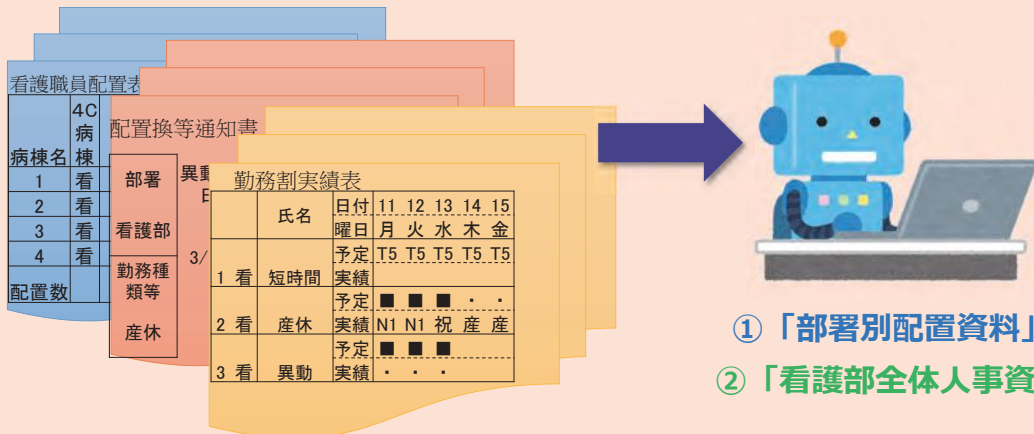 看護職員配置表
病棟名 4C病棟
1 看
2 看
3 看
4 看
配置数
配置換等通知書
部署 異動
看護部
3/
勤務種類等
産休
勤務割実績表
氏名 日付 11 12 13 14 15
曜日 月 火 水 木 金
1 看 短時間 予定 T5 T5 T5 T5 T5
実績
2 看 産休 予定 ■ ■ ■ ・ ・
実績 N1 N1 祝 産 産
3 看 異動 予定 ■ ■ ■
実績 ・ ・ ・
①「部署別配置資料」
②「看護部全体人事資